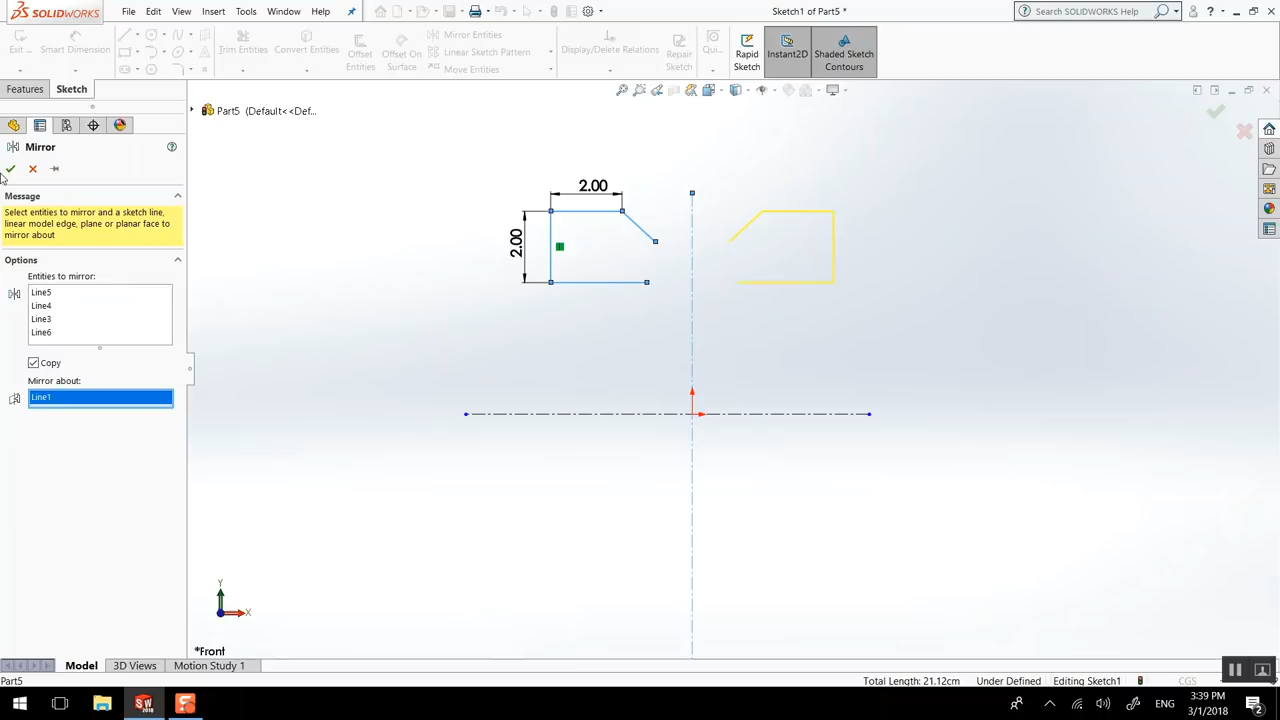 SOLIDWORKS File Edit View Insert Tools Window Help Sketch1 of Part5 * Search SOLIDWORKS Help
Exit ... Smart Dimension Trim Entities Convert Entities Offset Entities Offset On Surface Mirror Entities Linear Sketch Pattern Move Entities Display/Delete Relations Repair Sketch Qui... Rapid Sketch Instant2D Shaded Sketch Contours
Features Sketch
Part5 (Default<<Def...
Mirror
Message
Select entities to mirror and a sketch line,
linear model edge, plane or planar face to
mirror about
Options
Entities to mirror:
Line5
Line4
Line3
Line6
Copy
Mirror about:
Line1
2.00
2.00
Y
X
*Front
Model 3D Views Motion Study 1
Part5 Total Length: 21.12cm Under Defined Editing Sketch1 CGS
SW 2018 ENG 3:39 PM
3/1/2018 2